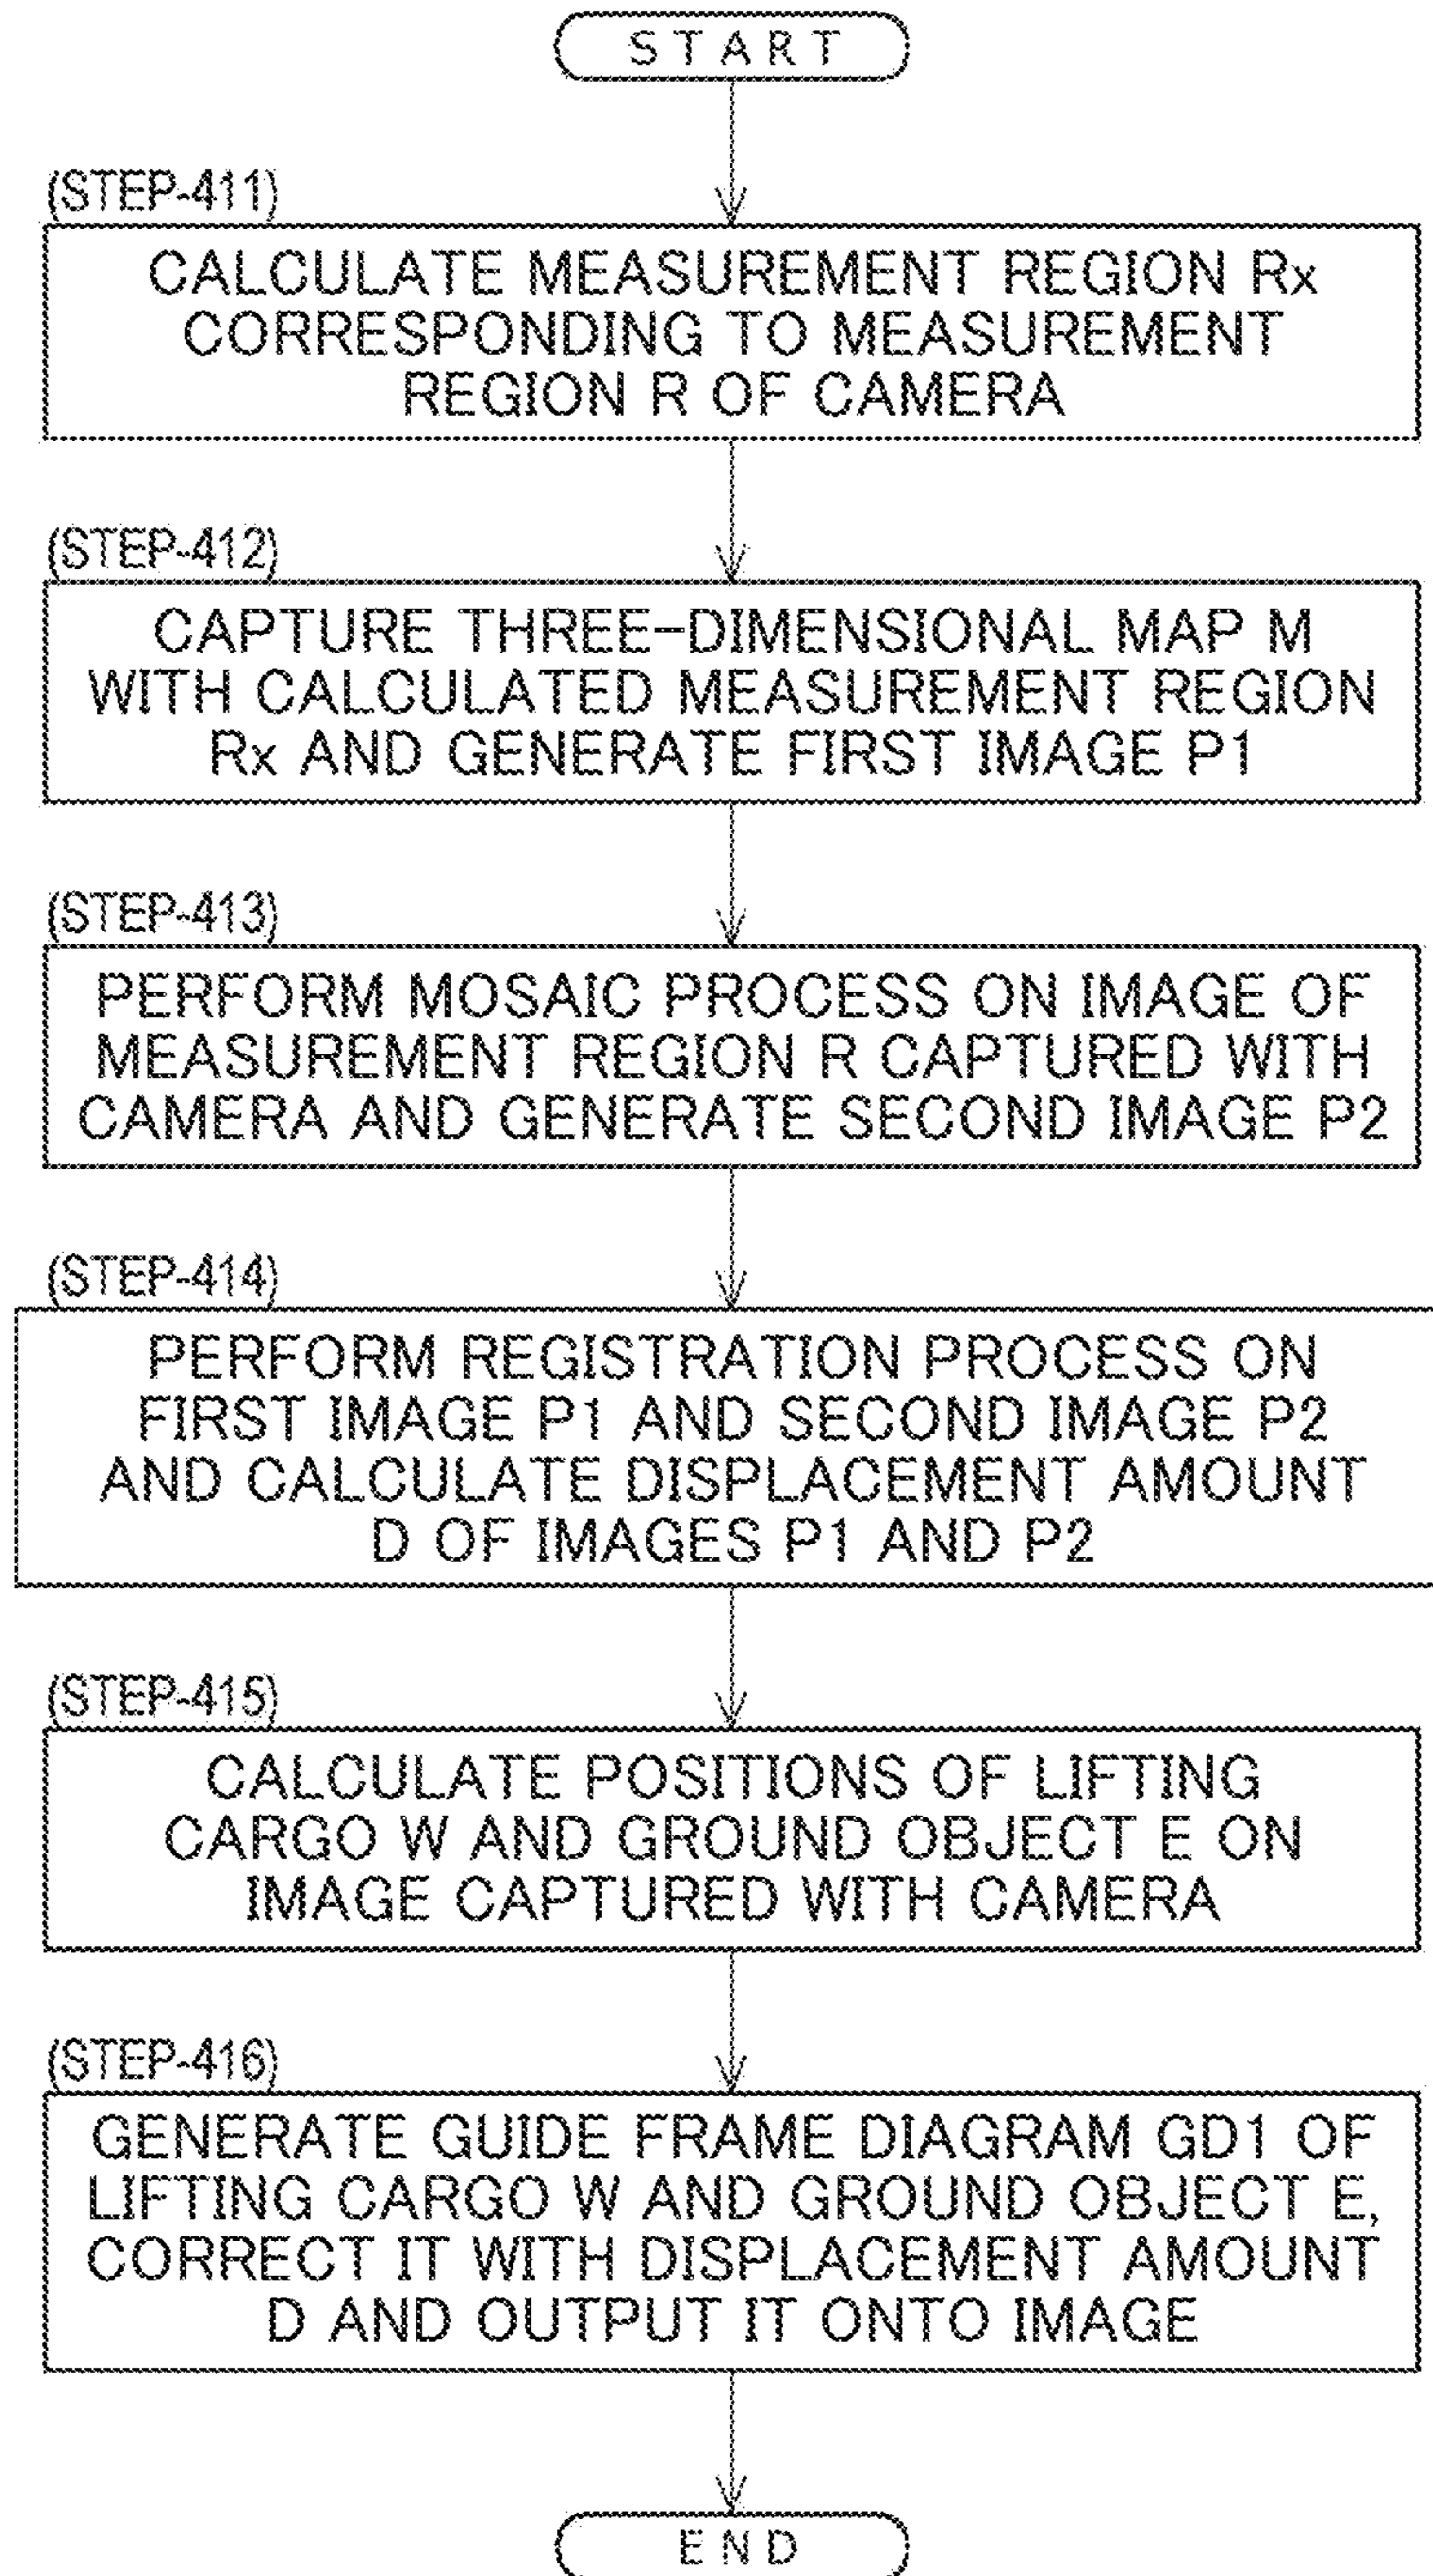 START
(STEP-411)
CALCULATE MEASUREMENT REGION Rx
CORRESPONDING TO MEASUREMENT
REGION R OF CAMERA
(STEP-412)
CAPTURE THREE-DIMENSIONAL MAP M
WITH CALCULATED MEASUREMENT REGION
Rx AND GENERATE FIRST IMAGE P1
(STEP-413)
PERFORM MOSAIC PROCESS ON IMAGE OF
MEASUREMENT REGION R CAPTURED WITH
CAMERA AND GENERATE SECOND IMAGE P2
(STEP-414)
PERFORM REGISTRATION PROCESS ON
FIRST IMAGE P1 AND SECOND IMAGE P2
AND CALCULATE DISPLACEMENT AMOUNT
D OF IMAGES P1 AND P2
(STEP-415)
CALCULATE POSITIONS OF LIFTING
CARGO W AND GROUND OBJECT E ON
IMAGE CAPTURED WITH CAMERA
(STEP-416)
GENERATE GUIDE FRAME DIAGRAM GD1 OF
LIFTING CARGO W AND GROUND OBJECT E,
CORRECT IT WITH DISPLACEMENT AMOUNT
D AND OUTPUT IT ONTO IMAGE
END